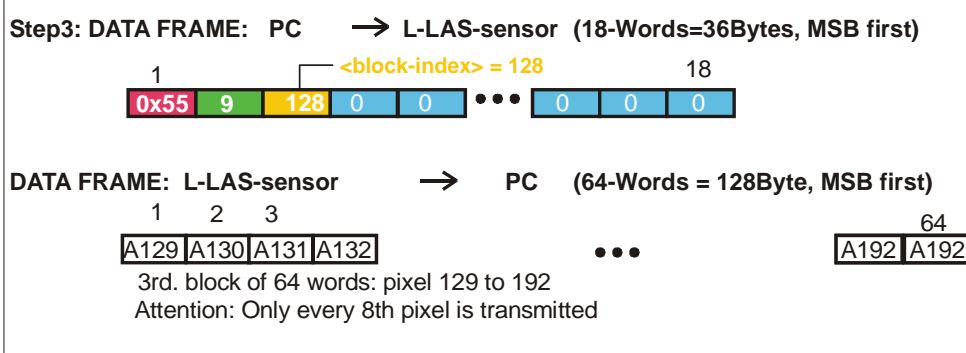 Step3: DATA FRAME: PC → L-LAS-sensor (18-Words=36Bytes, MSB first)
<block-index> = 128
1 18
0x55 9 128 0 0 ••• 0 0 0
DATA FRAME: L-LAS-sensor → PC (64-Words = 128Byte, MSB first)
1 2 3 64
A129 A130 A131 A132 ••• A192 A192
3rd. block of 64 words: pixel 129 to 192
Attention: Only every 8th pixel is transmitted